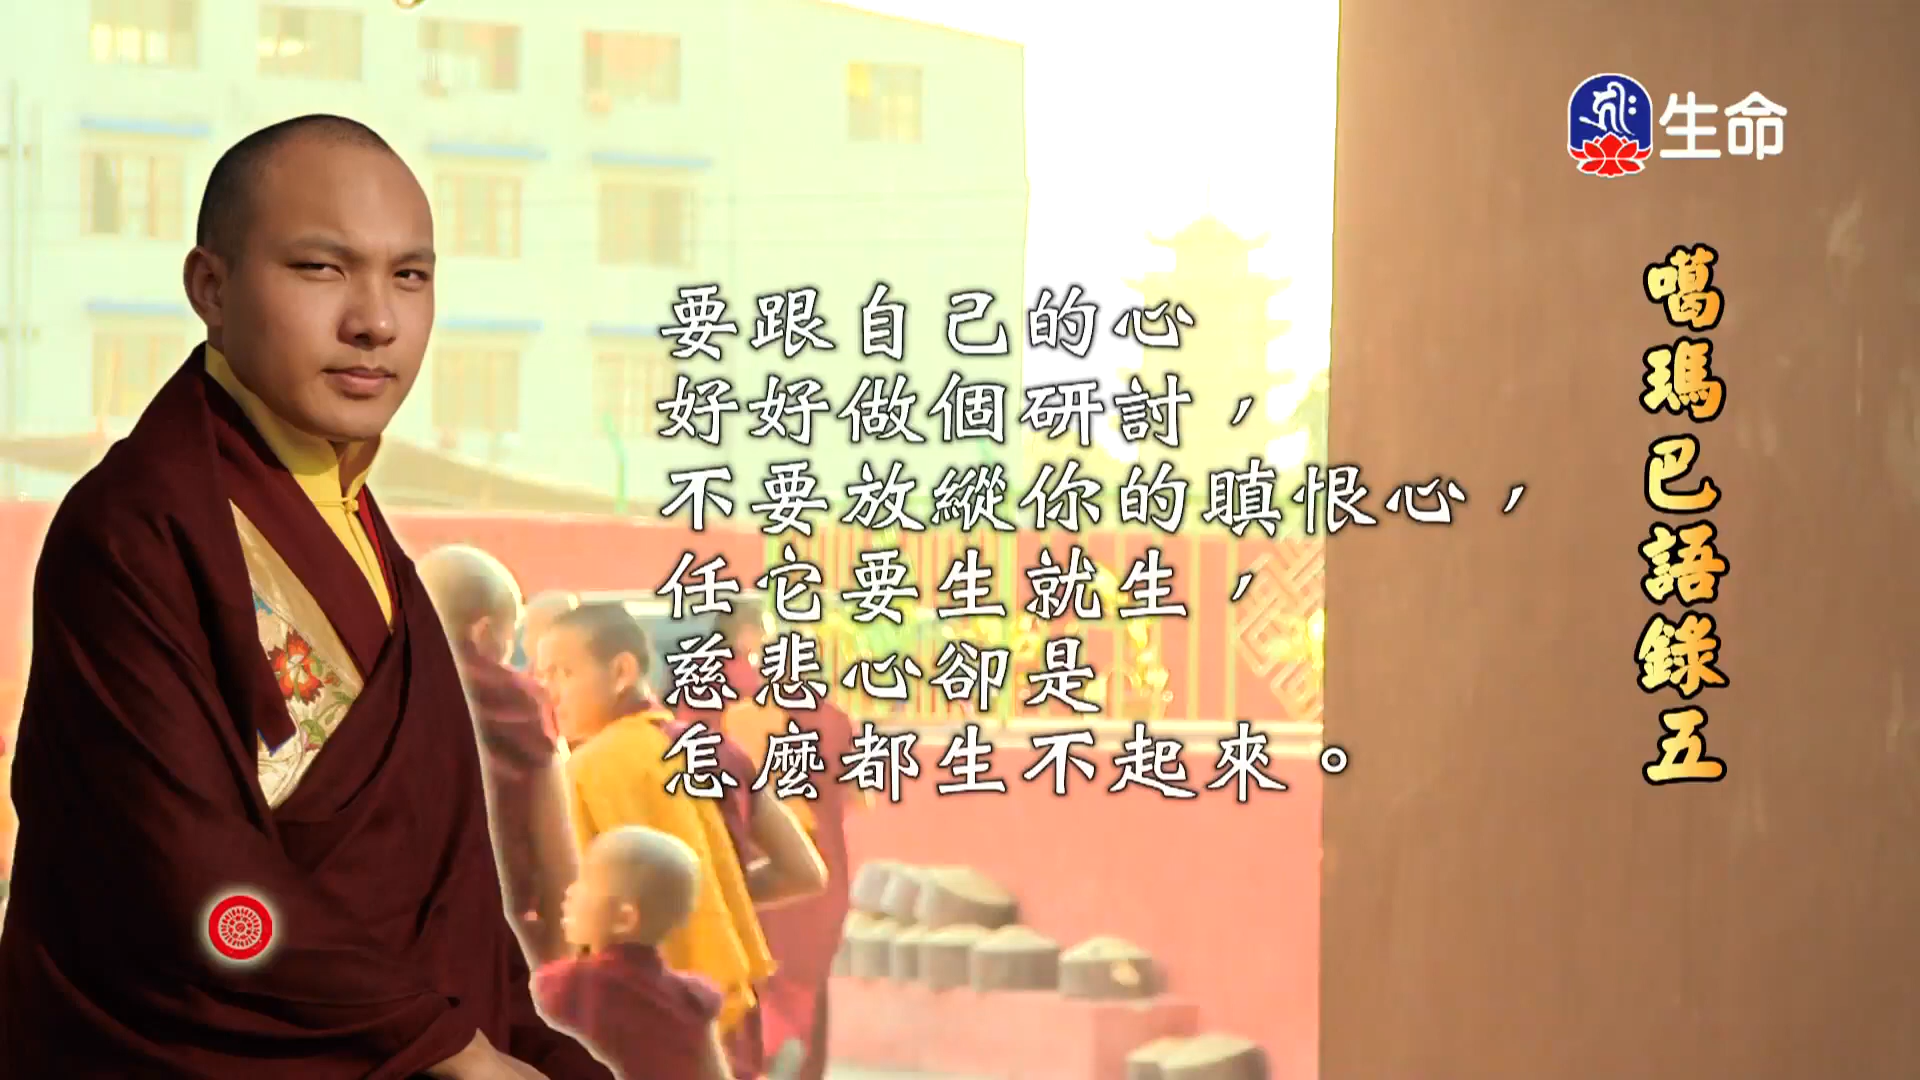 生命
噶瑪巴語錄五
要跟自己的心
好好做個研討，
不要放縱你的瞋恨心，
任它要生就生，
慈悲心卻是
怎麼都生不起來。